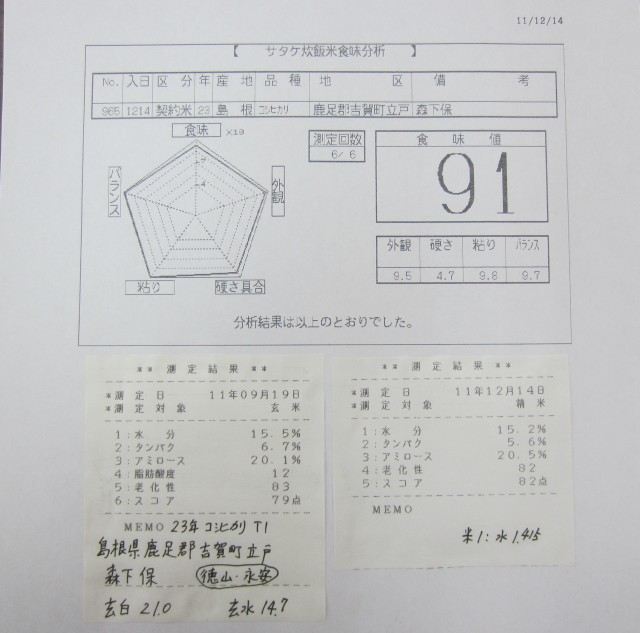 11/12/14
【 サタケ炊飯米食味分析 】
No. 入日 区分 年 産地 品種 地区 備考
965 1214 契約米 23 島根 コシヒカリ 鹿足郡吉賀町立戸 森下保
食味 ×10
外観
硬さ具合
粘り
バランス
測定回数
6/ 6
食味値
91
外観 硬さ 粘り バランス
9.5 4.7 9.8 9.7
分析結果は以上のとおりでした。
** 測定結果 **
*測定日 11年09月19日
*測定対象 玄米
1:水分 15.5%
2:タンパク 6.7%
3:アミロース 20.1%
4:脂肪酸度 12
5:老化性 83
6:スコア 79点
MEMO 23年コシヒカリ T1
島根県鹿足郡吉賀町立戸
森下保 徳山・永安
玄白 21.0 玄水 14.7
** 測定結果 **
*測定日 11年12月14日
*測定対象 精米
1:水分 15.2%
2:タンパク 5.6%
3:アミロース 20.5%
4:老化性 82
5:スコア 82点
MEMO
米1:水1.415